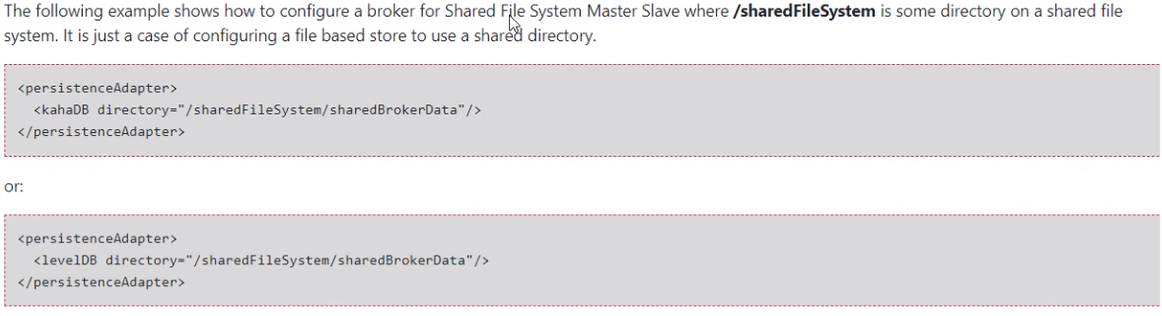 The following example shows how to configure a broker for Shared File System Master Slave where /sharedFileSystem is some directory on a shared file
system. It is just a case of configuring a file based store to use a shared directory.
<persistenceAdapter>
  <kahaDB directory="/sharedFileSystem/sharedBrokerData"/>
</persistenceAdapter>
or:
<persistenceAdapter>
  <levelDB directory="/sharedFileSystem/sharedBrokerData"/>
</persistenceAdapter>